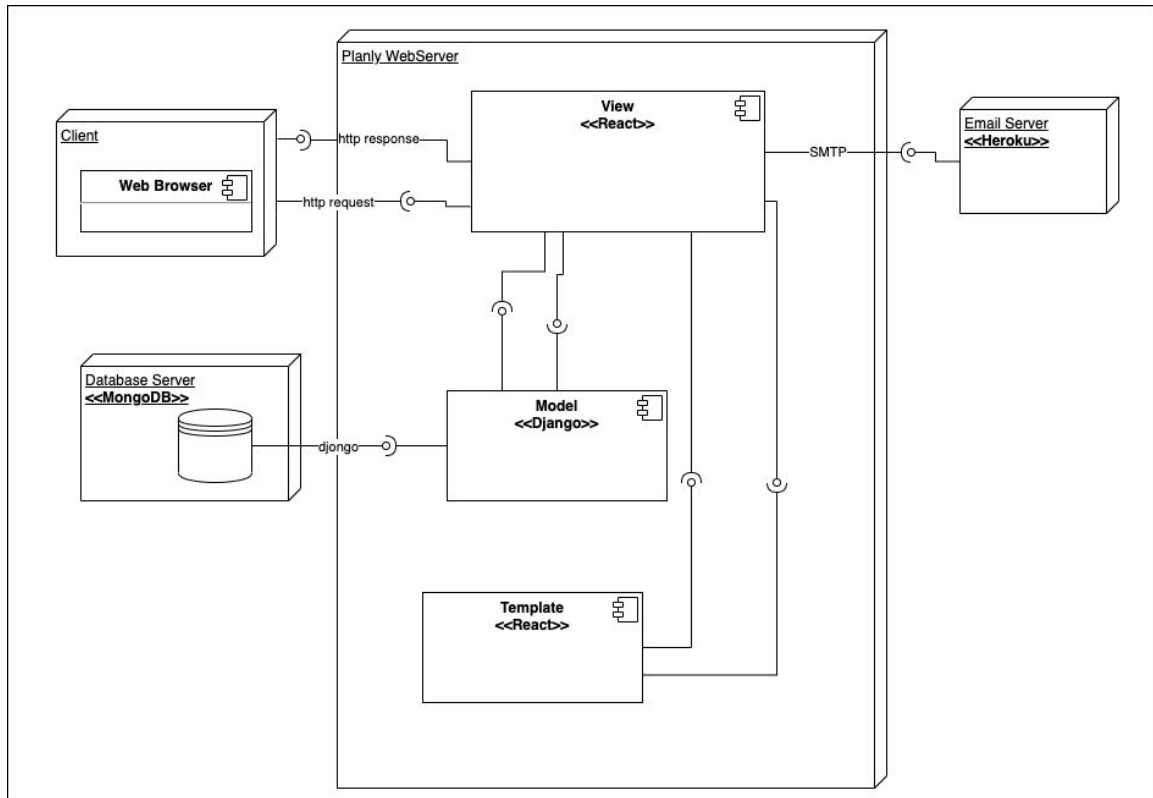 Planly WebServer
View
<<React>>
Client
Web Browser
http response
http request
SMTP
Email Server
<<Heroku>>
Database Server
<<MongoDB>>
djongo
Model
<<Django>>
Template
<<React>>